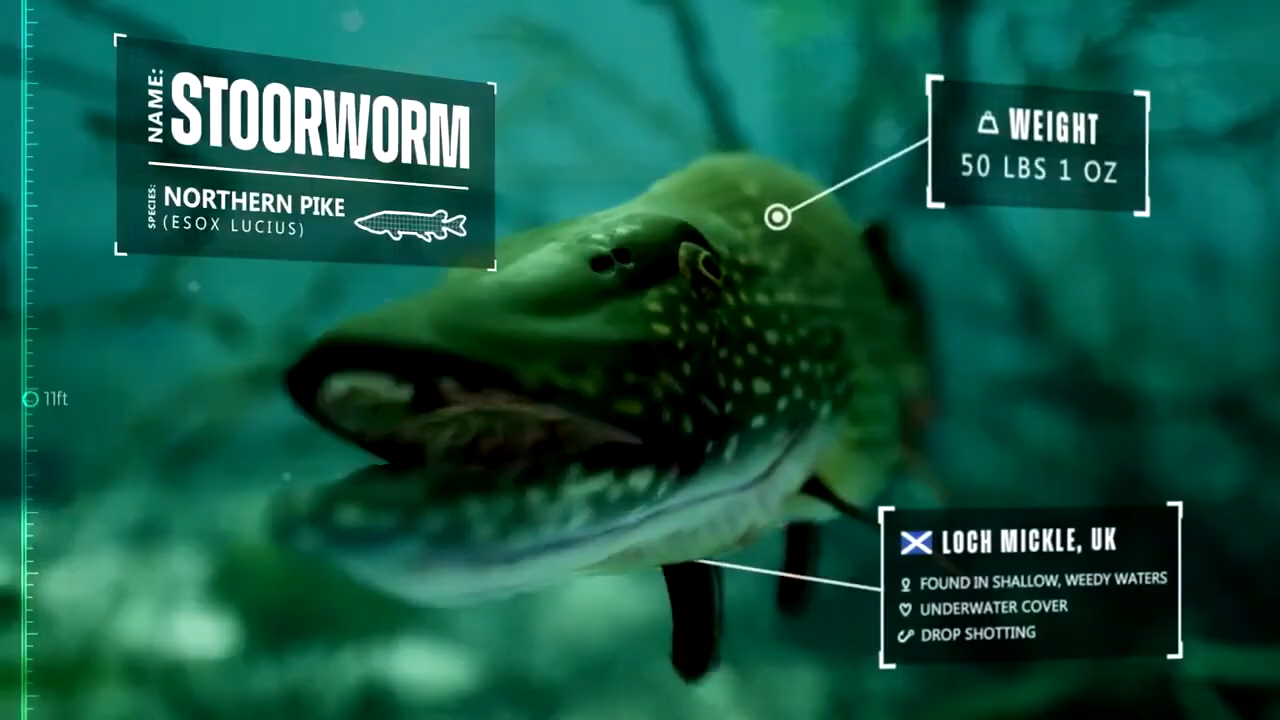 NAME:
STOORWORM
SPECIES:
NORTHERN PIKE
(ESOX LUCIUS)
WEIGHT
50 LBS 1 OZ
11ft
LOCH MICKLE, UK
FOUND IN SHALLOW, WEEDY WATERS
UNDERWATER COVER
DROP SHOTTING